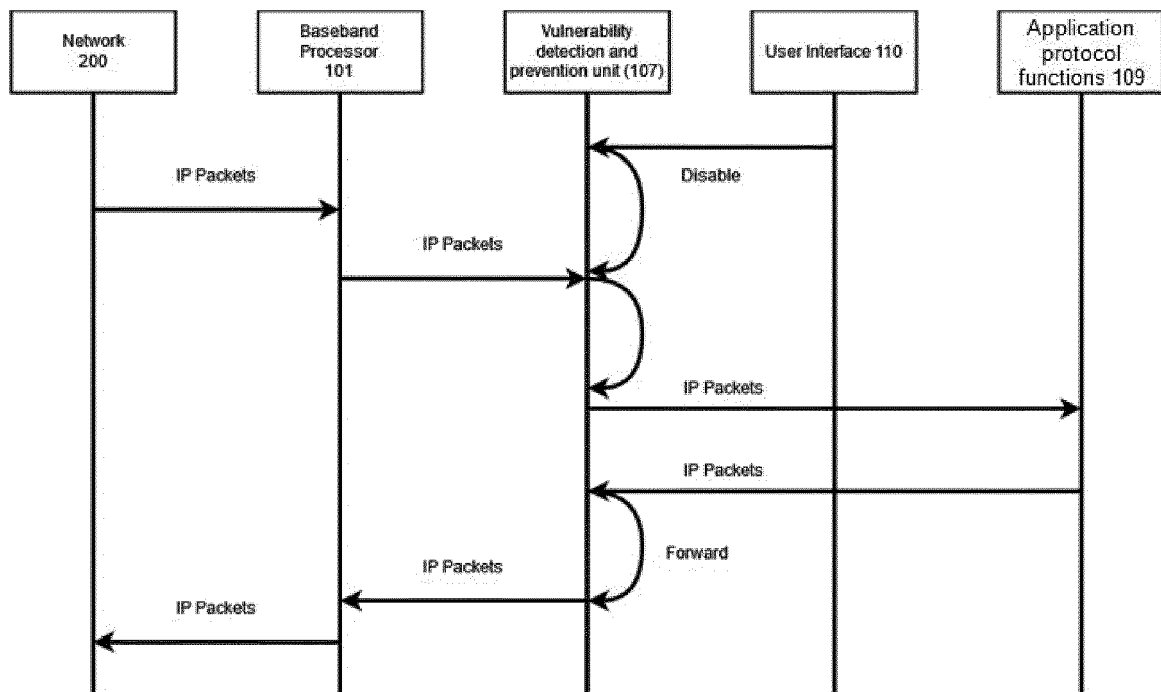 Network
200
Baseband
Processor
101
Vulnerability
detection and
prevention unit (107)
User Interface 110
Application
protocol
functions 109
Disable
IP Packets
IP Packets
IP Packets
IP Packets
Forward
IP Packets
IP Packets